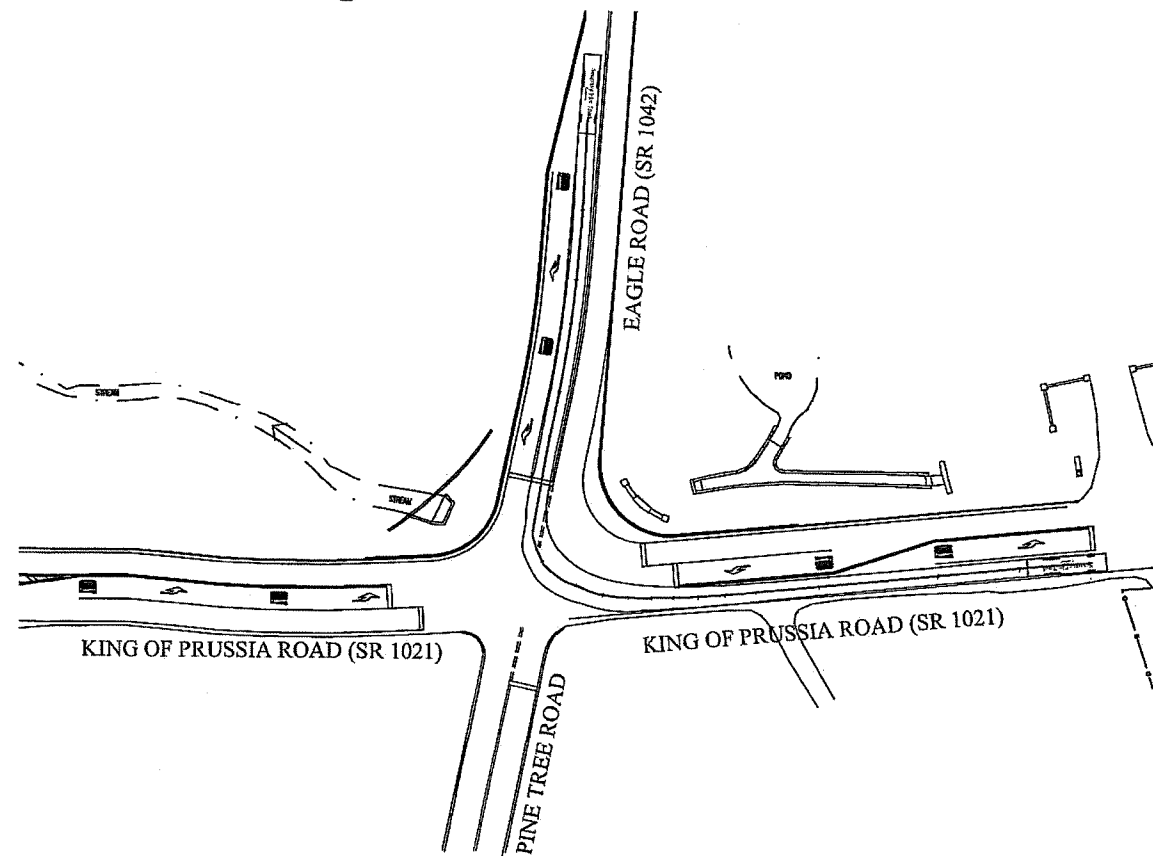 EAGLE ROAD (SR 1042)
POND
STREAM
STREAM
KING OF PRUSSIA ROAD (SR 1021)
KING OF PRUSSIA ROAD (SR 1021)
PINE TREE ROAD